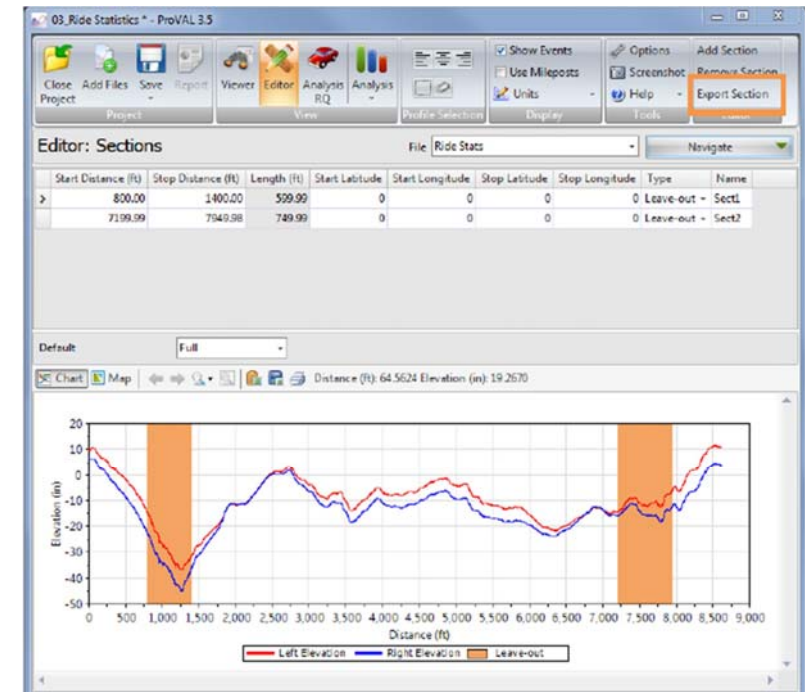 03_Ride Statistics * - ProVAL 3.5
Close Project Add Files Save Report Viewer Editor Analysis RQ Analysis
Show Events
Use Mileposts
Units
Options
Screenshot
Help
Add Section
Remove Section
Export Section
Project View Profile Selection Display Tools Editor
Editor: Sections File Ride Stats Navigate
Start Distance (ft) Stop Distance (ft) Length (ft) Start Latitude Start Longitude Stop Latitude Stop Longitude Type Name
800.00 1400.00 599.99 0 0 0 0 Leave-out Sect1
7199.99 7949.98 749.99 0 0 0 0 Leave-out Sect2
Default Full
Chart Map Distance (ft): 64.5624 Elevation (in): 19.2670
20
10
0
-10
-20
-30
-40
-50
Elevation (in)
0 500 1,000 1,500 2,000 2,500 3,000 3,500 4,000 4,500 5,000 5,500 6,000 6,500 7,000 7,500 8,000 8,500 9,000
Distance (ft)
Left Elevation Right Elevation Leave-out